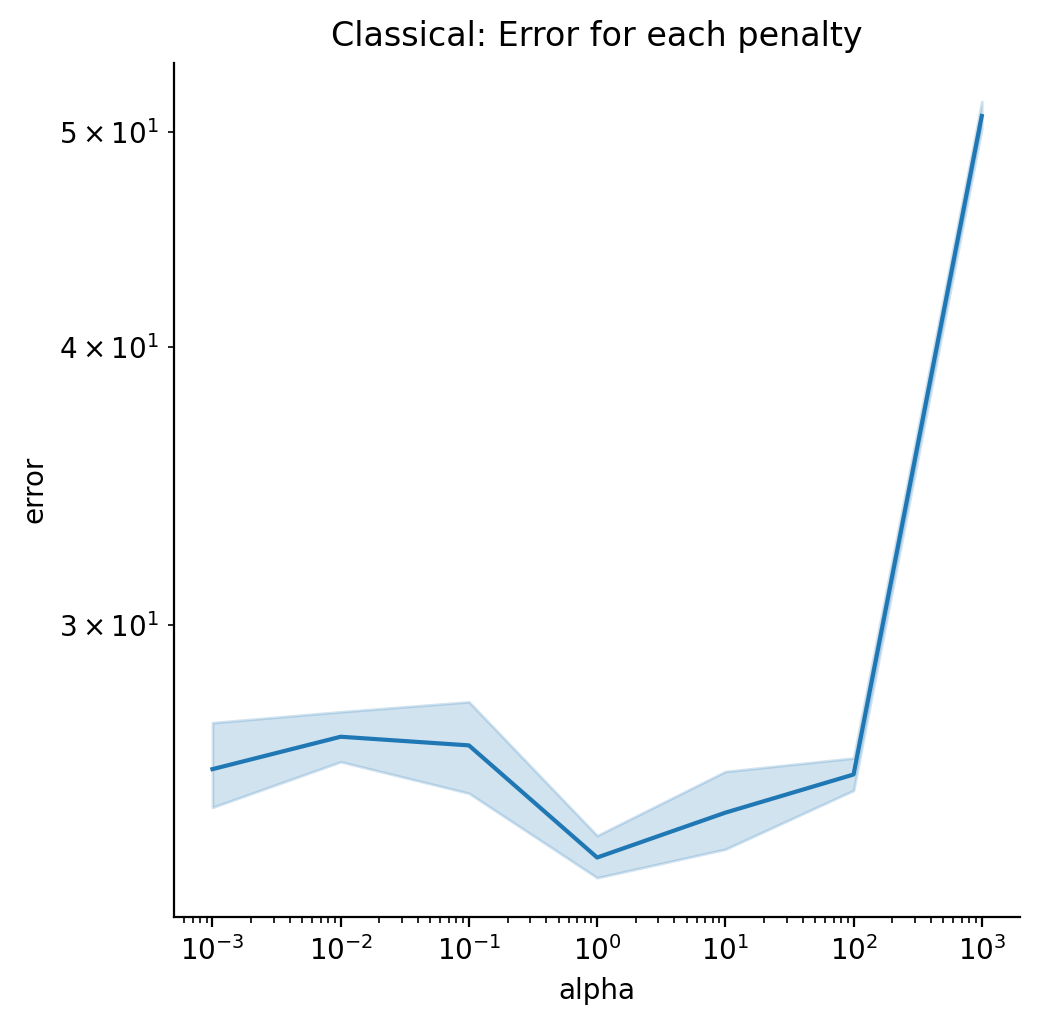 Classical: Error for each penalty
error
5 × 10¹
4 × 10¹
3 × 10¹
10⁻³ 10⁻² 10⁻¹ 10⁰ 10¹ 10² 10³
alpha